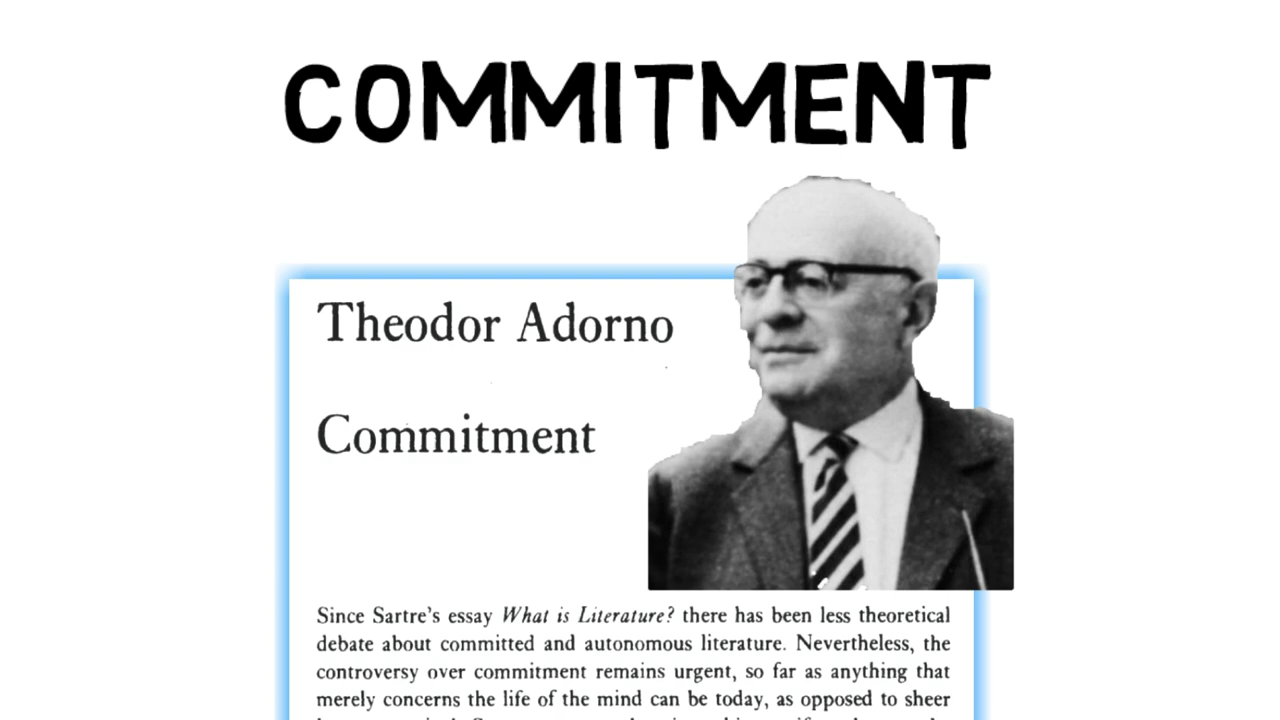 COMMITMENT
Theodor Adorno
Commitment
Since Sartre's essay What is Literature? there has been less theoretical
debate about committed and autonomous literature. Nevertheless, the
controversy over commitment remains urgent, so far as anything that
merely concerns the life of the mind can be today, as opposed to sheer